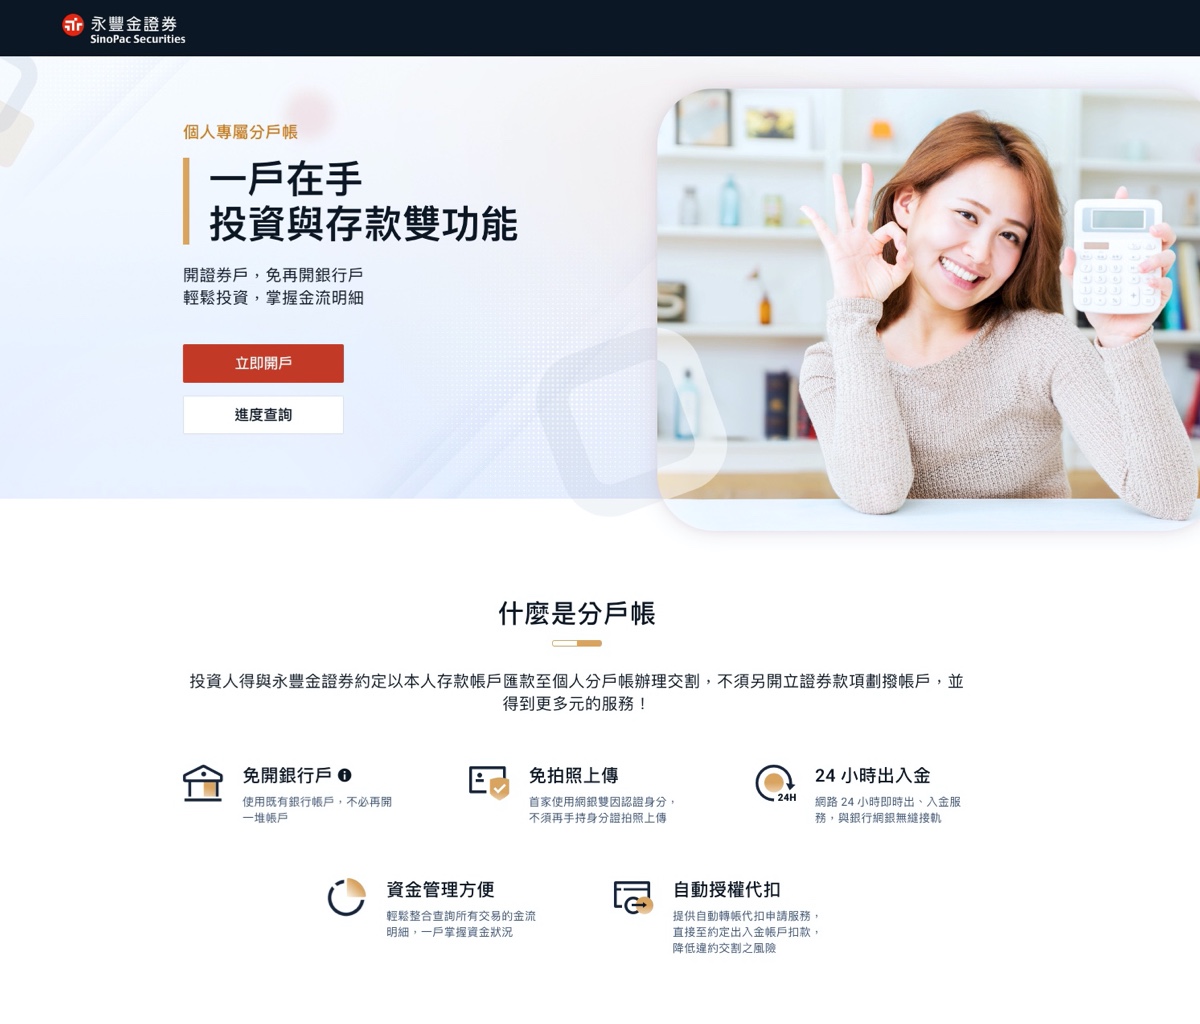 永豐金證券
SinoPac Securities
個人專屬分戶帳
一戶在手
投資與存款雙功能
開證券戶，免再開銀行戶
輕鬆投資，掌握金流明細
立即開戶
進度查詢
什麼是分戶帳
投資人得與永豐金證券約定以本人存款帳戶匯款至個人分戶帳辦理交割，不須另開立證券款項劃撥帳戶，並
得到更多元的服務！
免開銀行戶
使用既有銀行帳戶，不必再開
一堆帳戶
免拍照上傳
首家使用網銀雙因認證身分，
不須再手持身分證拍照上傳
24H
24 小時出入金
網路 24 小時即時出、入金服
務，與銀行網銀無縫接軌
資金管理方便
輕鬆整合查詢所有交易的金流
明細，一戶掌握資金狀況
自動授權代扣
提供自動轉帳代扣申請服務，
直接至約定出入金帳戶扣款，
降低違約交割之風險